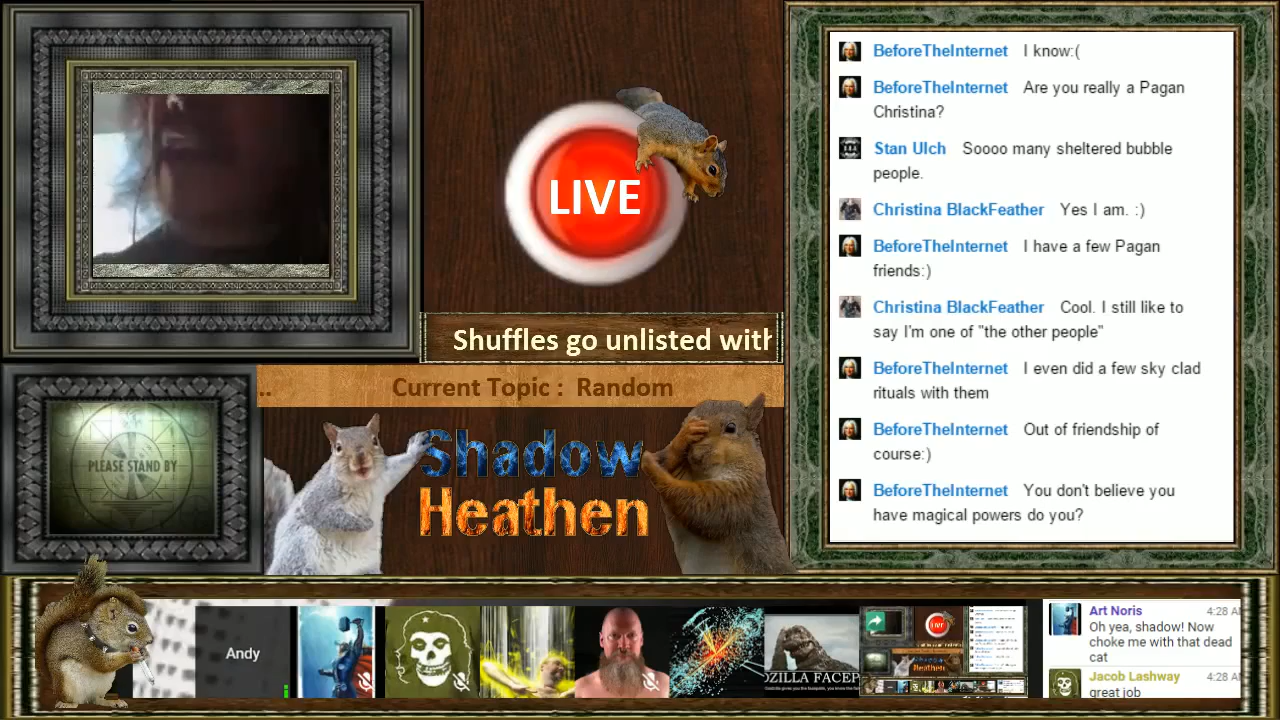 LIVE
Shuffles go unlisted with
.. Current Topic : Random
PLEASE STAND BY
Shadow
Heathen
BeforeTheInternet I know:(
BeforeTheInternet Are you really a Pagan
Christina?
Stan Ulch Soooo many sheltered bubble
people.
Christina BlackFeather Yes I am. :)
BeforeTheInternet I have a few Pagan
friends:)
Christina BlackFeather Cool. I still like to
say I'm one of "the other people"
BeforeTheInternet I even did a few sky clad
rituals with them
BeforeTheInternet Out of friendship of
course:)
BeforeTheInternet You don't believe you
have magical powers do you?
Andy
DZILLA FACEP
LIVE
Shadow
Heathen
Art Noris 4:28 A
Oh yea, shadow! Now
choke me with that dead
cat
Jacob Lashway 4:28 A
great job